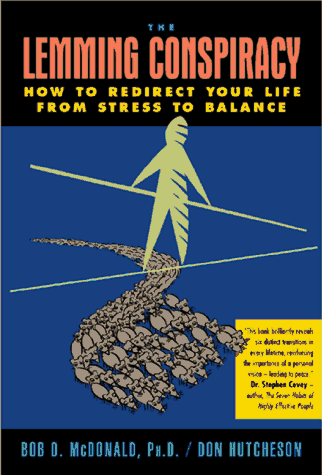 THE
LEMMING CONSPIRACY
HOW TO REDIRECT YOUR LIFE
FROM STRESS TO BALANCE
"This book brilliantly reveals
six distinct transitions in
every lifetime, reinforcing
the importance of a personal
vision – leading to peace."
Dr. Stephen Covey –
author, The Seven Habits of
Highly Effective People
BOB D. McDONALD, PH.D. / DON HUTCHESON